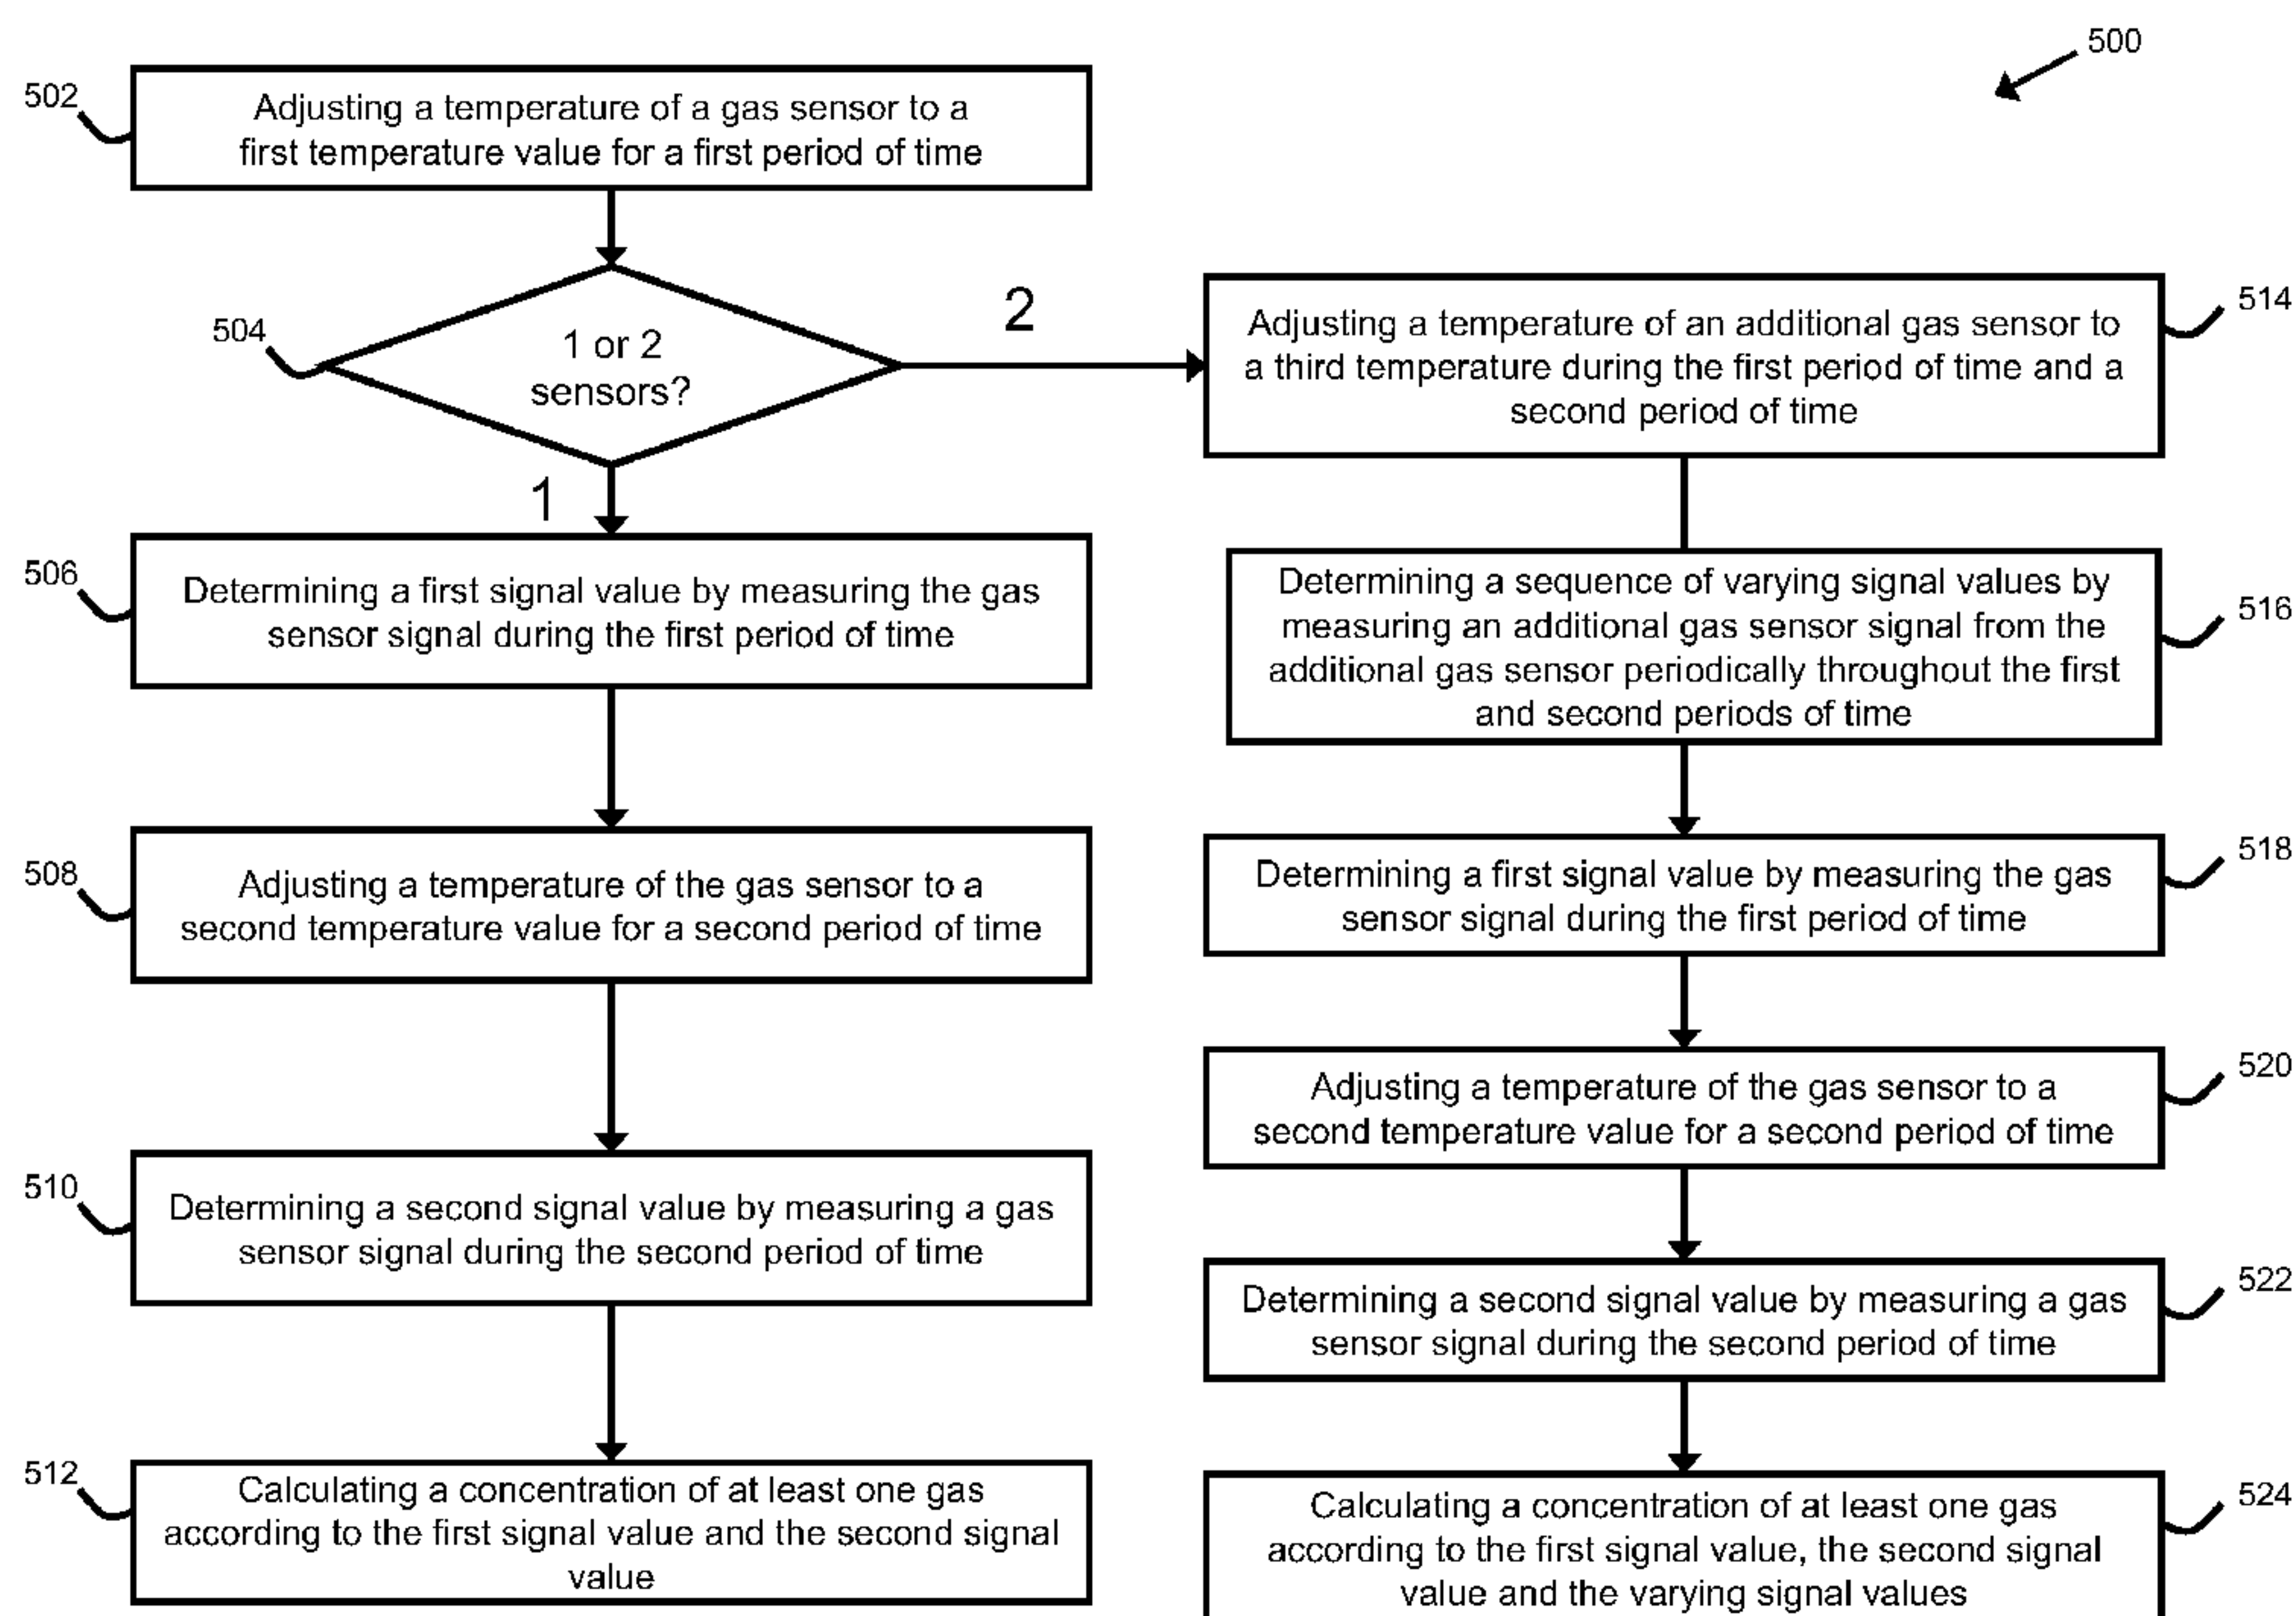 500
502
Adjusting a temperature of a gas sensor to a
first temperature value for a first period of time
504
1 or 2
sensors?
2
1
506
Determining a first signal value by measuring the gas
sensor signal during the first period of time
508
Adjusting a temperature of the gas sensor to a
second temperature value for a second period of time
510
Determining a second signal value by measuring a gas
sensor signal during the second period of time
512
Calculating a concentration of at least one gas
according to the first signal value and the second signal
value
514
Adjusting a temperature of an additional gas sensor to
a third temperature during the first period of time and a
second period of time
516
Determining a sequence of varying signal values by
measuring an additional gas sensor signal from the
additional gas sensor periodically throughout the first
and second periods of time
518
Determining a first signal value by measuring the gas
sensor signal during the first period of time
520
Adjusting a temperature of the gas sensor to a
second temperature value for a second period of time
522
Determining a second signal value by measuring a gas
sensor signal during the second period of time
524
Calculating a concentration of at least one gas
according to the first signal value, the second signal
value and the varying signal values